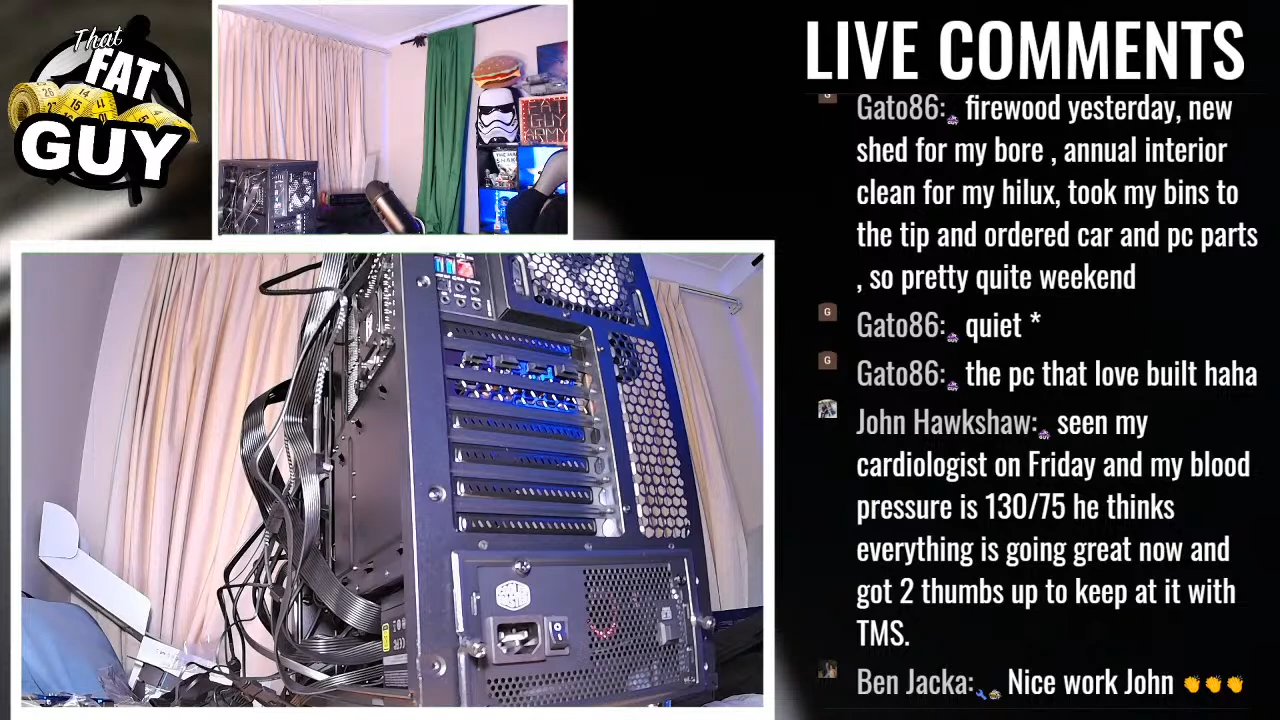 That
FAT
GUY
FAT
GUY
ARMY
LIVE COMMENTS
Gato86: firewood yesterday, new
shed for my bore , annual interior
clean for my hilux, took my bins to
the tip and ordered car and pc parts
, so pretty quite weekend
G
Gato86: quiet *
G
Gato86: the pc that love built haha
John Hawkshaw: seen my
cardiologist on Friday and my blood
pressure is 130/75 he thinks
everything is going great now and
got 2 thumbs up to keep at it with
TMS.
Ben Jacka: Nice work John 👏👏👏